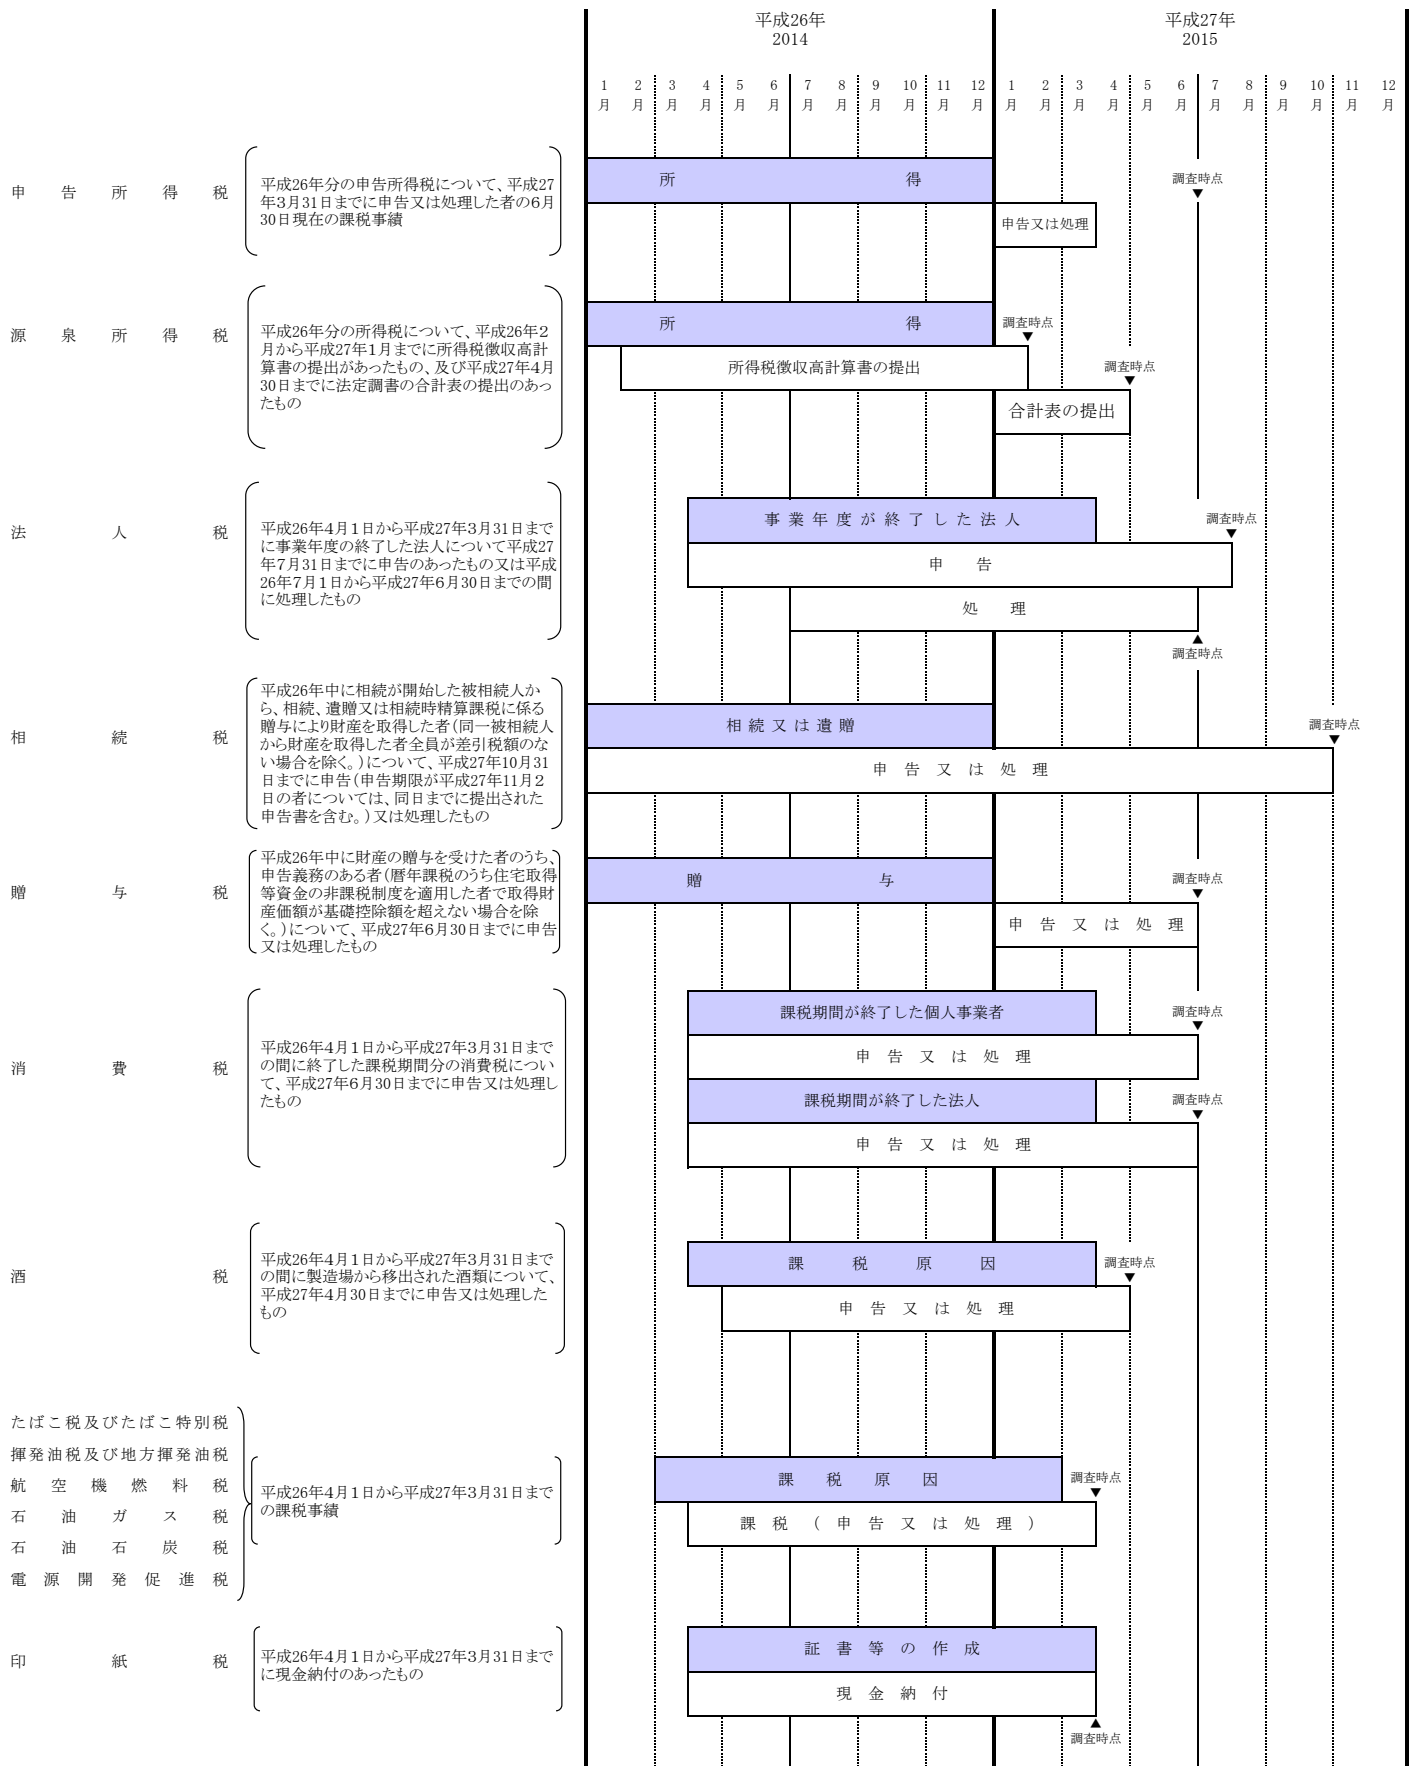 平成26年
2014
平成27年
2015
1 2 3 4 5 6 7 8 9 10 11 12 1 2 3 4 5 6 7 8 9 10 11 12
月 月 月 月 月 月 月 月 月 月 月 月 月 月 月 月 月 月 月 月 月 月 月 月
申告所得税
平成26年分の申告所得税について、平成27
年3月31日までに申告又は処理した者の6月
30日現在の課税事績
所得
調査時点
▼
申告又は処理
源泉所得税
平成26年分の所得税について、平成26年2
月から平成27年1月までに所得税徴収高計
算書の提出があったもの、及び平成27年4月
30日までに法定調書の合計表の提出のあっ
たもの
所得
調査時点
▼
所得税徴収高計算書の提出
調査時点
▼
合計表の提出
法人税
平成26年4月1日から平成27年3月31日まで
に事業年度の終了した法人について平成27
年7月31日までに申告のあったもの又は平成
26年7月1日から平成27年6月30日までの間
に処理したもの
事業年度が終了した法人
調査時点
▼
申告
処理
▲
調査時点
相続税
平成26年中に相続が開始した被相続人か
ら、相続、遺贈又は相続時精算課税に係る
贈与により財産を取得した者(同一被相続人
から財産を取得した者全員が差引税額のな
い場合を除く。)について、平成27年10月31
日までに申告(申告期限が平成27年11月2
日の者については、同日までに提出された
申告書を含む。)又は処理したもの
相続又は遺贈
調査時点
▼
申告又は処理
贈与税
平成26年中に財産の贈与を受けた者のうち、
申告義務のある者(暦年課税のうち住宅取得
等資金の非課税制度を適用した者で取得財
産価額が基礎控除額を超えない場合を除
く。)について、平成27年6月30日までに申告
又は処理したもの
贈与
調査時点
▼
申告又は処理
消費税
平成26年4月1日から平成27年3月31日まで
の間に終了した課税期間分の消費税につい
て、平成27年6月30日までに申告又は処理し
たもの
課税期間が終了した個人事業者
調査時点
▼
申告又は処理
課税期間が終了した法人
調査時点
▼
申告又は処理
酒税
平成26年4月1日から平成27年3月31日まで
の間に製造場から移出された酒類について、
平成27年4月30日までに申告又は処理した
もの
課税原因
調査時点
▼
申告又は処理
たばこ税及びたばこ特別税
揮発油税及び地方揮発油税
航空機燃料税
石油ガス税
石油石炭税
電源開発促進税
平成26年4月1日から平成27年3月31日まで
の課税事績
課税原因
調査時点
▼
課税(申告又は処理)
印紙税
平成26年4月1日から平成27年3月31日まで
に現金納付のあったもの
証書等の作成
現金納付
▲
調査時点